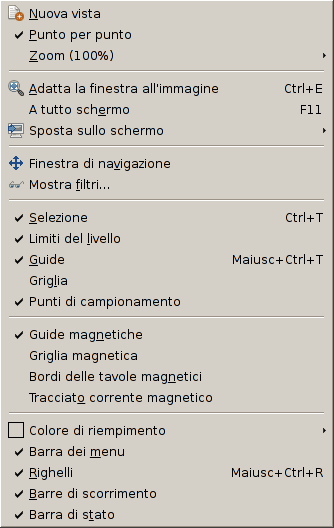 Nuova vista
Punto per punto
Zoom (100%)
Adatta la finestra all'immagine Ctrl+E
A tutto schermo F11
Sposta sullo schermo
Finestra di navigazione
Mostra filtri...
Selezione Ctrl+T
Limiti del livello
Guide Maiusc+Ctrl+T
Griglia
Punti di campionamento
Guide magnetiche
Griglia magnetica
Bordi delle tavole magnetici
Tracciato corrente magnetico
Colore di riempimento
Barra dei menu
Righelli Maiusc+Ctrl+R
Barre di scorrimento
Barra di stato